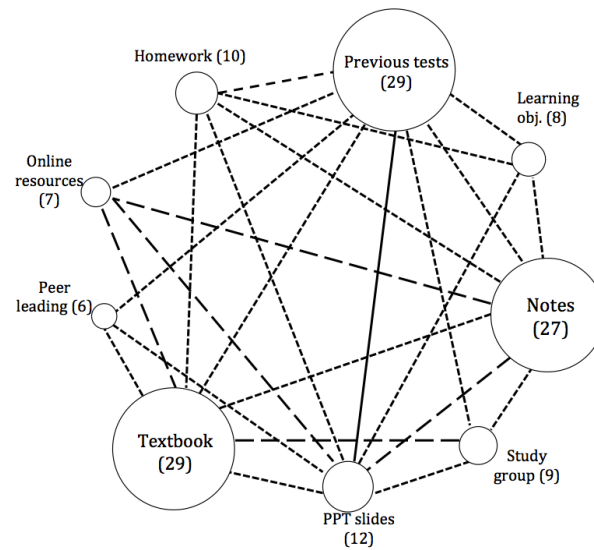 Homework (10)
Previous tests
(29)
Learning
obj. (8)
Online
resources
(7)
Peer
leading (6)
Notes
(27)
Textbook
(29)
Study
group (9)
PPT slides
(12)